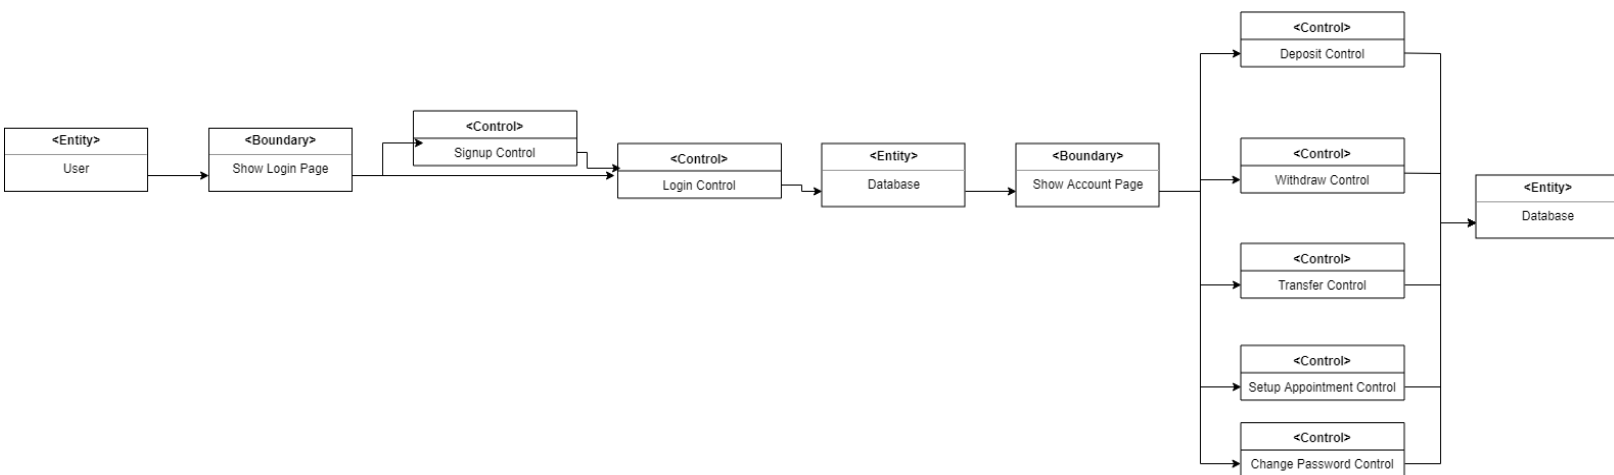 <Entity>
User
<Boundary>
Show Login Page
<Control>
Signup Control
<Control>
Login Control
<Entity>
Database
<Boundary>
Show Account Page
<Control>
Deposit Control
<Control>
Withdraw Control
<Control>
Transfer Control
<Control>
Setup Appointment Control
<Control>
Change Password Control
<Entity>
Database